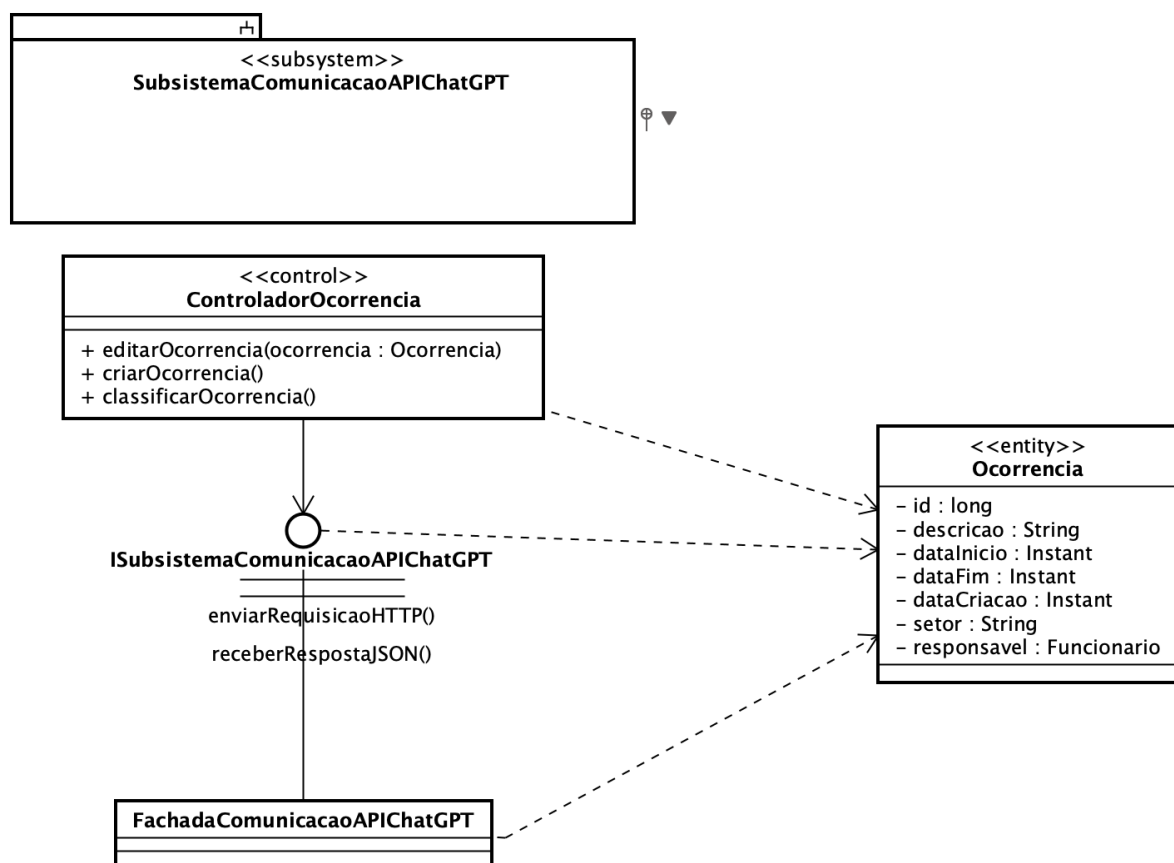 <<subsystem>>
SubsistemaComunicacaoAPIChatGPT
<<control>>
ControladorOcorrencia
+ editarOcorrencia(ocorrencia : Ocorrencia)
+ criarOcorrencia()
+ classificarOcorrencia()
ISubsistemaComunicacaoAPIChatGPT
enviarRequisicaoHTTP()
receberRespostaJSON()
FachadaComunicacaoAPIChatGPT
<<entity>>
Ocorrencia
– id : long
– descricao : String
– dataInicio : Instant
– dataFim : Instant
– dataCriacao : Instant
– setor : String
– responsavel : Funcionario